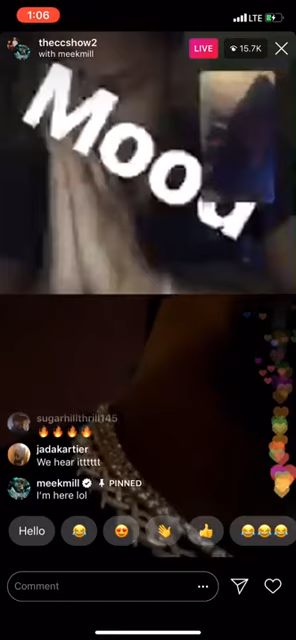 1:06
LTE
theccshow2
with meekmill
LIVE
15.7K
Mood
sugarhillthrill145
🔥🔥🔥🔥
jadakartier
We hear itttttt
meekmill PINNED
I'm here lol
Hello 😂 😍 👋 👍 😂😂😂
Comment